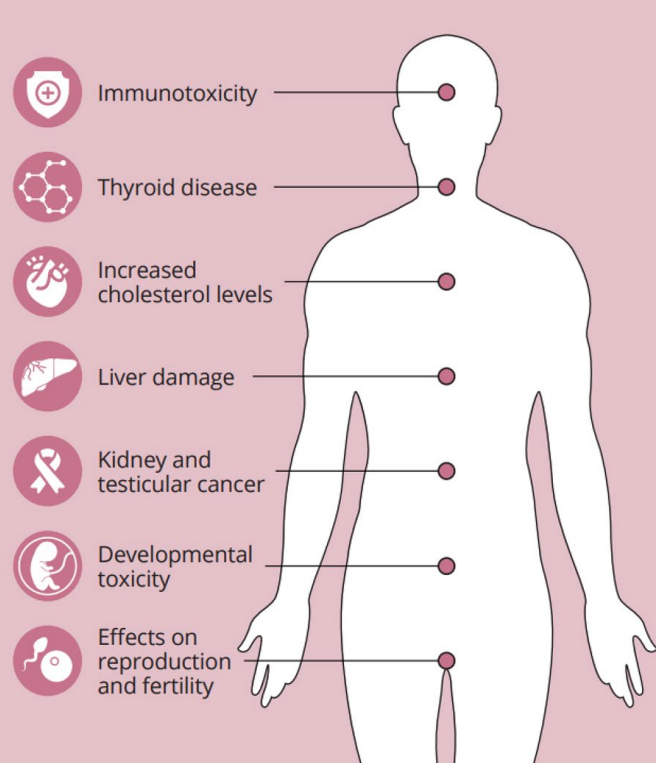 Immunotoxicity
Thyroid disease
Increased
cholesterol levels
Liver damage
Kidney and
testicular cancer
Developmental
toxicity
Effects on
reproduction
and fertility